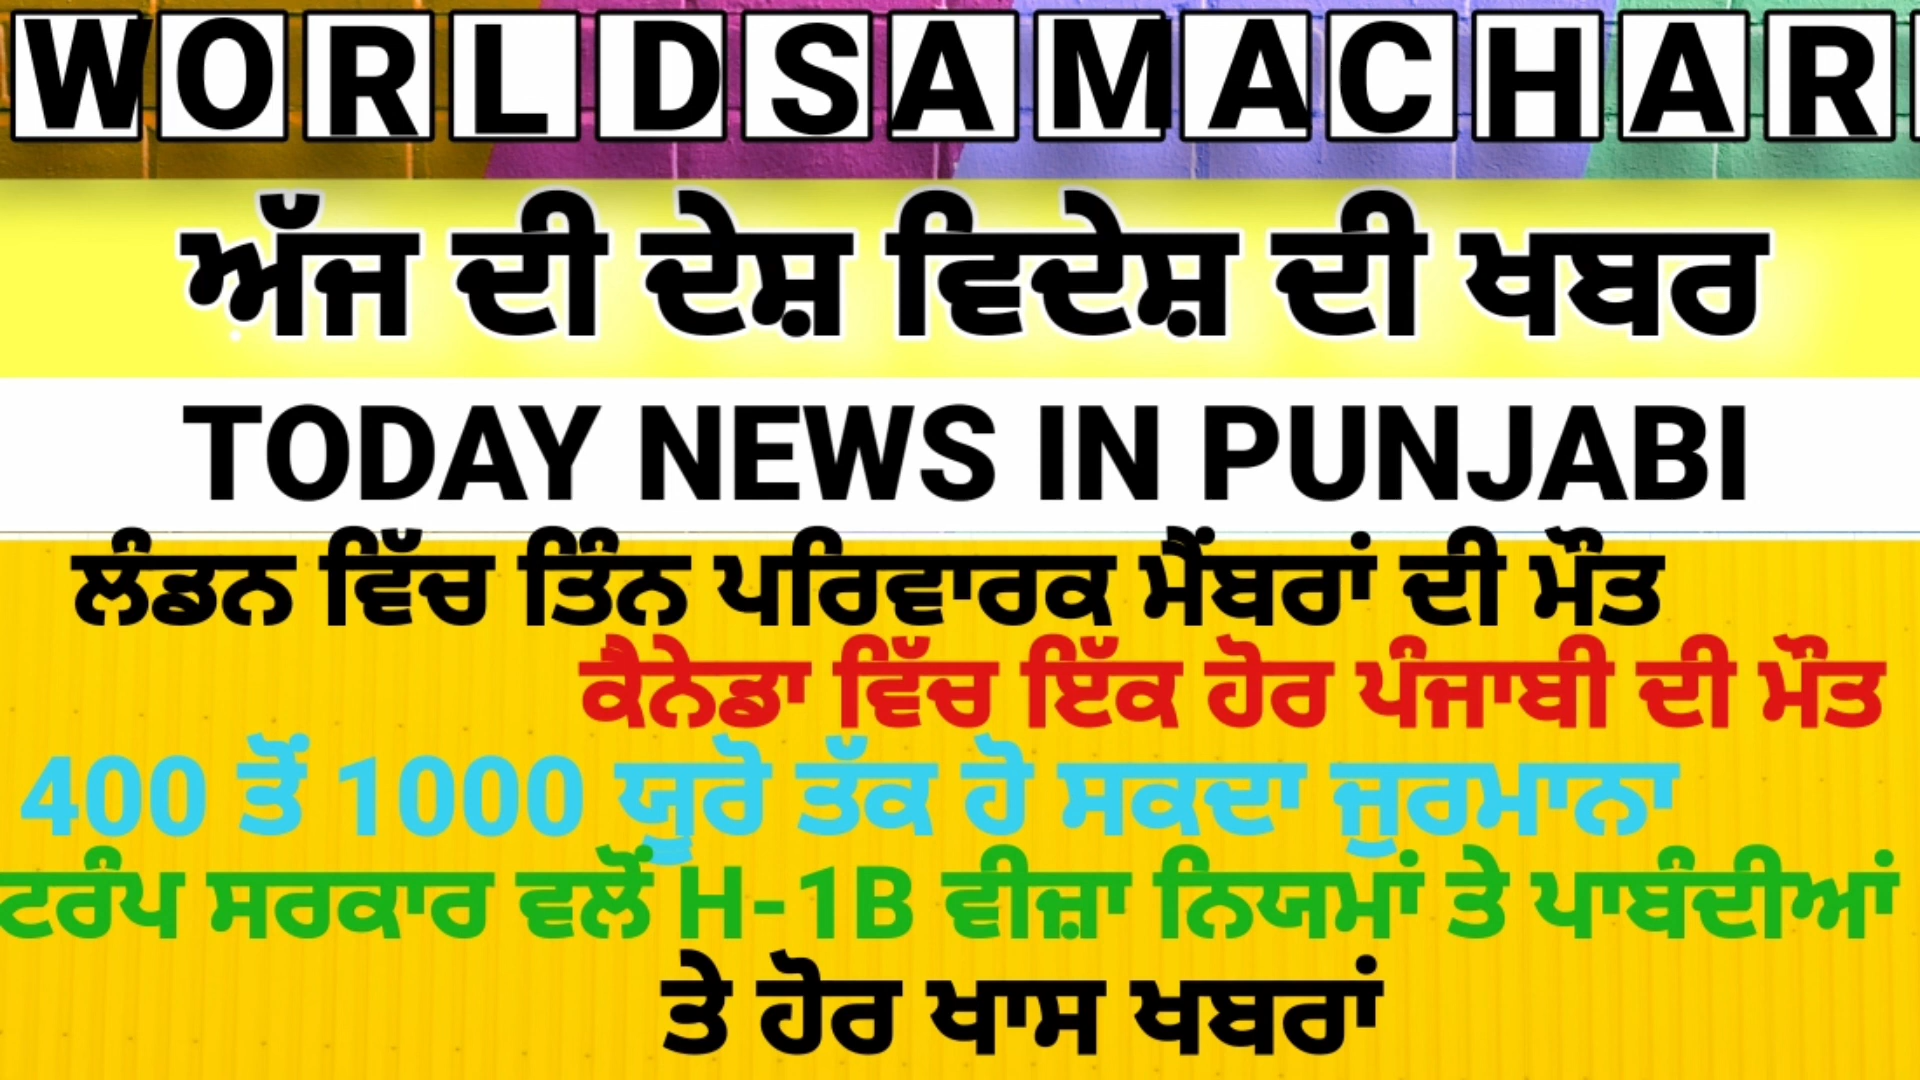 WORLDSAMACHAR
ਅੱਜ ਦੀ ਦੇਸ਼ ਵਿਦੇਸ਼ ਦੀ ਖਬਰ
TODAY NEWS IN PUNJABI
ਲੰਡਨ ਵਿੱਚ ਤਿੰਨ ਪਰਿਵਾਰਕ ਮੈਂਬਰਾਂ ਦੀ ਮੌਤ
ਕੈਨੇਡਾ ਵਿੱਚ ਇੱਕ ਹੋਰ ਪੰਜਾਬੀ ਦੀ ਮੌਤ
400 ਤੋਂ 1000 ਯੂਰੋ ਤੱਕ ਹੋ ਸਕਦਾ ਜੁਰਮਾਨਾ
ਟਰੰਪ ਸਰਕਾਰ ਵਲੋਂ H-1B ਵੀਜ਼ਾ ਨਿਯਮਾਂ ਤੇ ਪਾਬੰਦੀਆਂ
ਤੇ ਹੋਰ ਖਾਸ ਖਬਰਾਂ